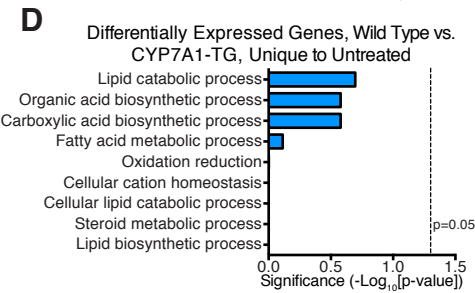 D
Differentially Expressed Genes, Wild Type vs.
CYP7A1-TG, Unique to Untreated
Lipid catabolic process
Organic acid biosynthetic process
Carboxylic acid biosynthetic process
Fatty acid metabolic process
Oxidation reduction
Cellular cation homeostasis
Cellular lipid catabolic process
Steroid metabolic process
Lipid biosynthetic process
p=0.05
0.0 0.5 1.0 1.5
Significance (-Log10[p-value])